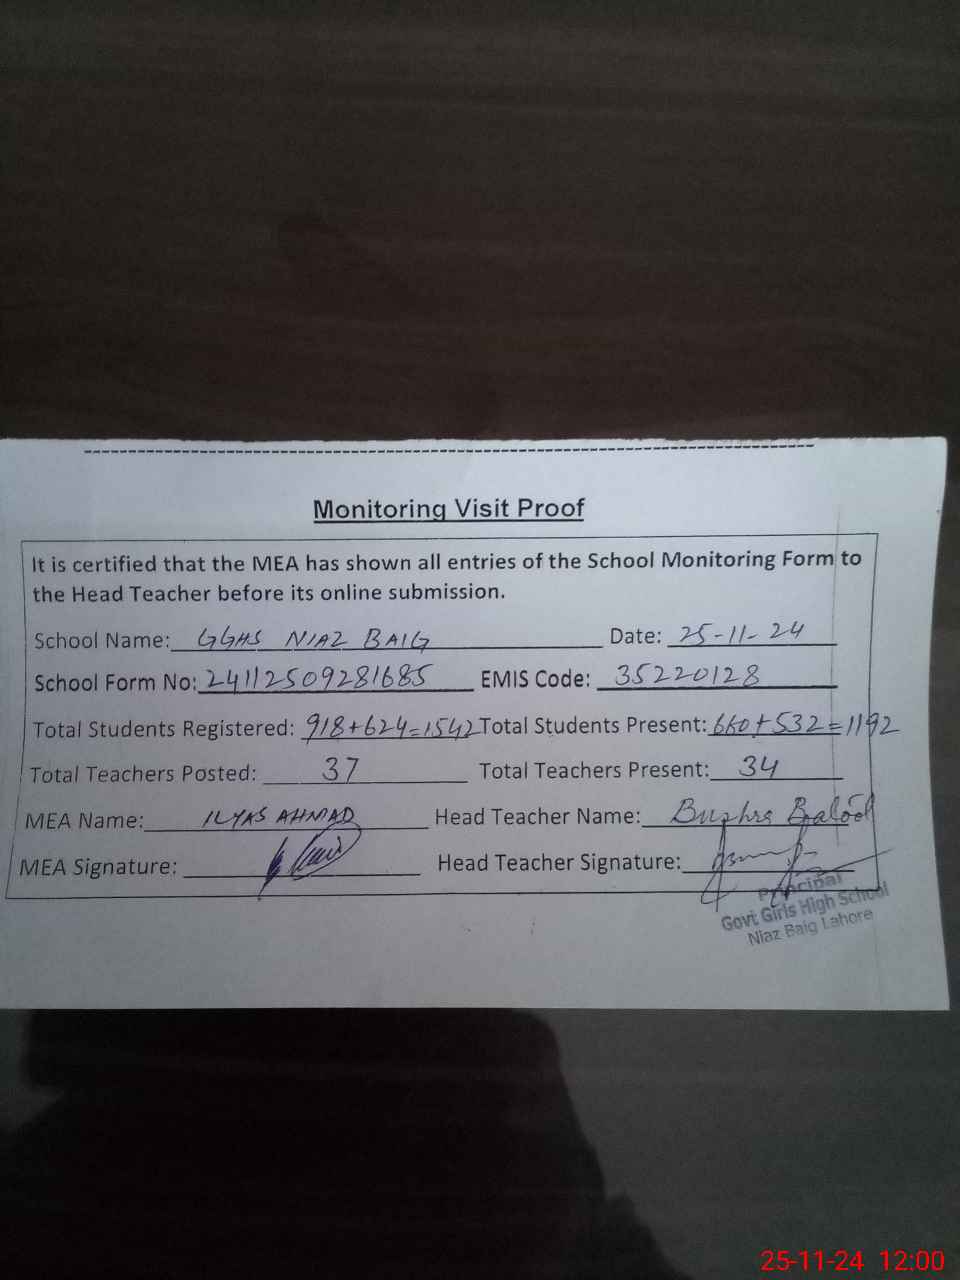 Monitoring Visit Proof
It is certified that the MEA has shown all entries of the School Monitoring Form to
the Head Teacher before its online submission.
School Name: GGHS NIAZ BAIG Date: 25-11-24
School Form No: 24112509281685 EMIS Code: 35220128
Total Students Registered: 918+624=1542 Total Students Present: 660+532=1192
Total Teachers Posted: 37 Total Teachers Present: 34
MEA Name: ILYAS AHMAD Head Teacher Name: Bushra Batool
MEA Signature: Head Teacher Signature:
Principal
Govt Girls High School
Niaz Baig Lahore
25-11-24 12:00